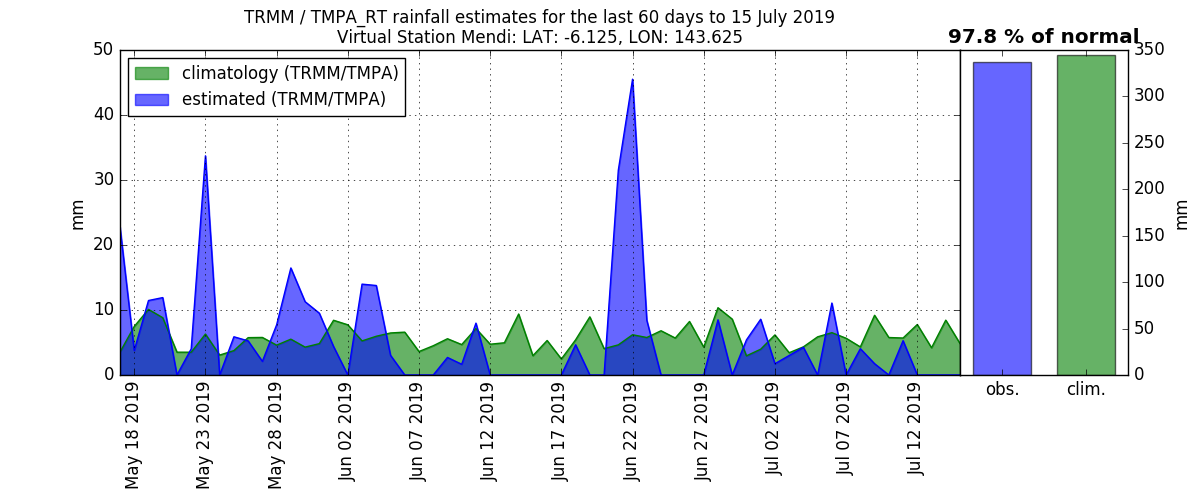 TRMM / TMPA_RT rainfall estimates for the last 60 days to 15 July 2019
Virtual Station Mendi: LAT: -6.125, LON: 143.625
97.8 % of normal
climatology (TRMM/TMPA)
estimated (TRMM/TMPA)
mm
50
40
30
20
10
0
May 18 2019
May 23 2019
May 28 2019
Jun 02 2019
Jun 07 2019
Jun 12 2019
Jun 17 2019
Jun 22 2019
Jun 27 2019
Jul 02 2019
Jul 07 2019
Jul 12 2019
obs.
clim.
350
300
250
200
150
100
50
0
mm